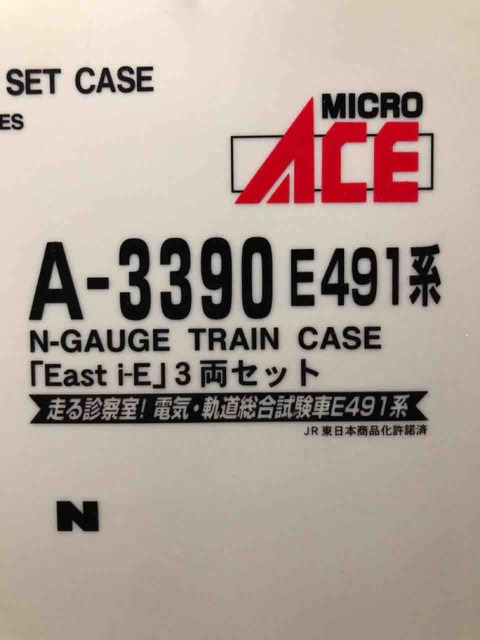 SET CASE
ES
MICRO
ACE
A-3390 E491系
N-GAUGE TRAIN CASE
「East i-E」3両セット
走る診察室!電気・軌道総合試験車E491系
JR東日本商品化許諾済
N